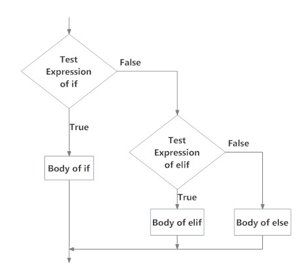 Test
Expression
of if
False
True
Body of if
Test
Expression
of elif
False
True
Body of elif
Body of else